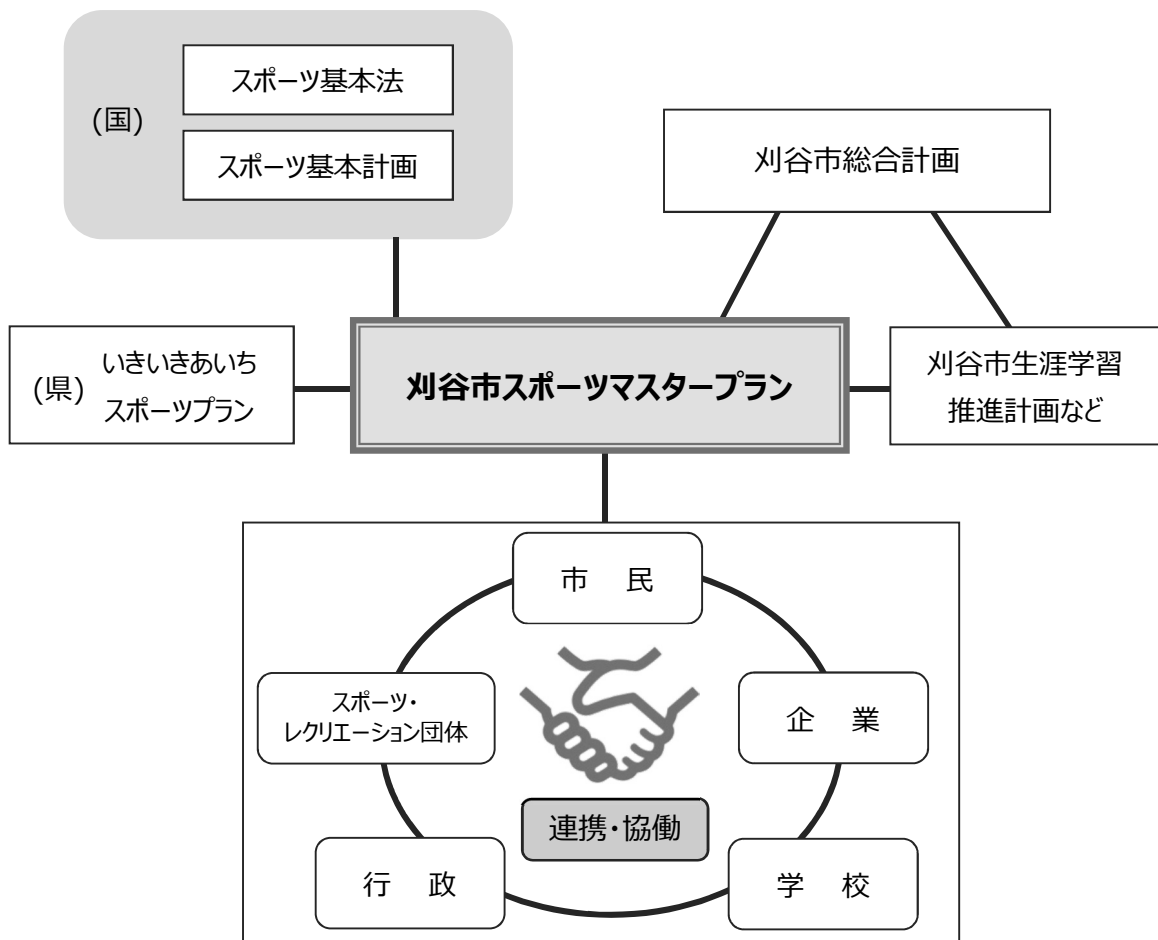 スポーツ基本法
(国)
スポーツ基本計画
刈谷市総合計画
(県)
いきいきあいち
スポーツプラン
刈谷市スポーツマスタープラン
刈谷市生涯学習
推進計画など
市　民
スポーツ・
レクリエーション団体
企　業
連携・協働
行　政
学　校